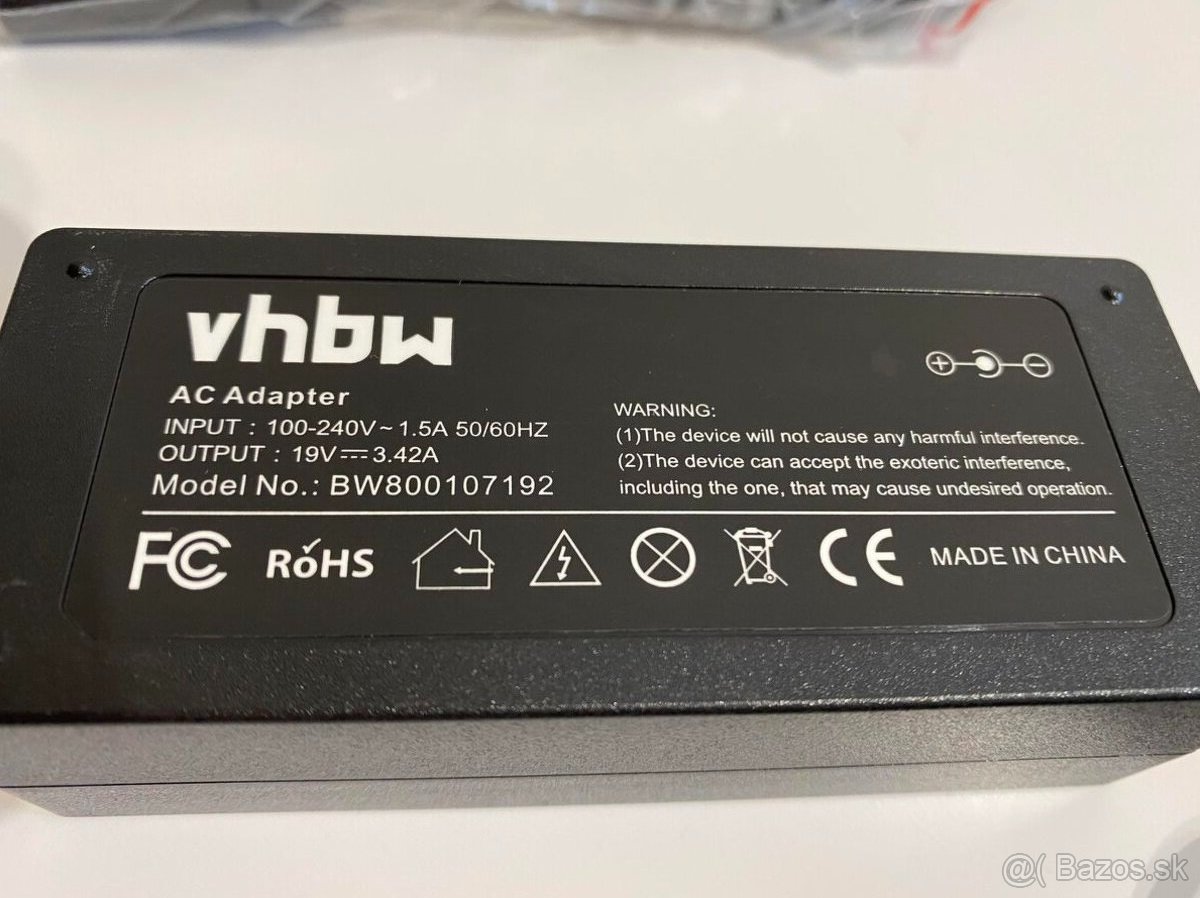 vhbw
AC Adapter
INPUT : 100-240V~1.5A 50/60HZ
OUTPUT : 19V⎓3.42A
Model No.: BW800107192
WARNING:
(1)The device will not cause any harmful interference.
(2)The device can accept the exoteric interference,
including the one, that may cause undesired operation.
FC RoHS CE MADE IN CHINA
@( Bazos.sk